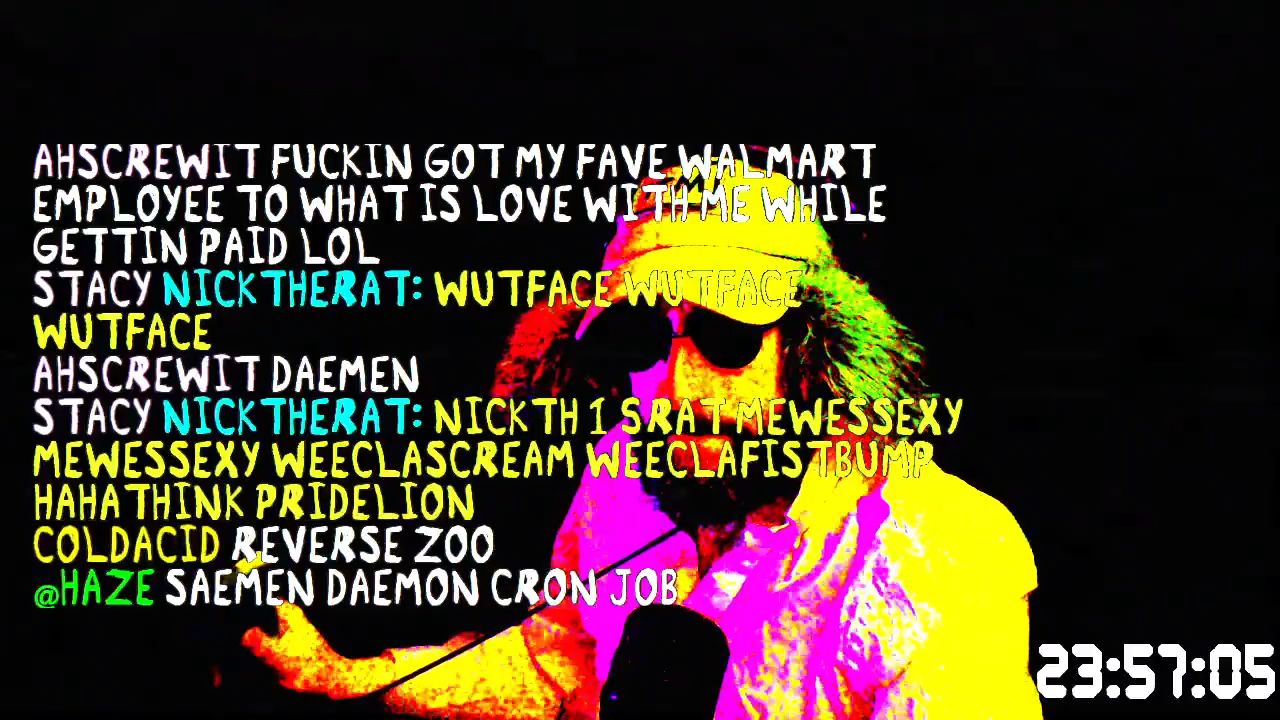 AHSCREWIT FUCKIN GOT MY FAVE WALMART
EMPLOYEE TO WHAT IS LOVE WITH ME WHILE
GETTIN PAID LOL
STACY NICKTHERAT: WUTFACE WUTFACE
WUTFACE
AHSCREWIT DAEMEN
STACY NICKTHERAT: NICKTH1SRAT MEWESSEXY
MEWESSEXY WEECLASCREAM WEECLAFISTBUMP
HAHATHINK PRIDELION
COLDACID REVERSE ZOO
@HAZE SAEMEN DAEMON CRON JOB
23:57:05